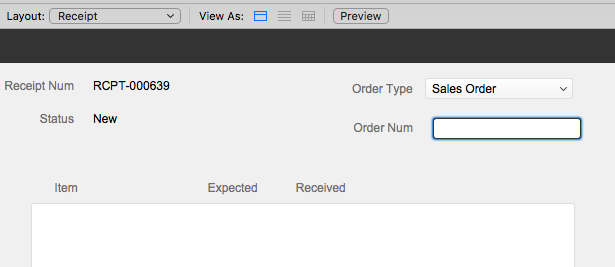 Layout: Receipt View As: Preview
Receipt Num RCPT-000639 Order Type Sales Order
Status New Order Num
Item Expected Received